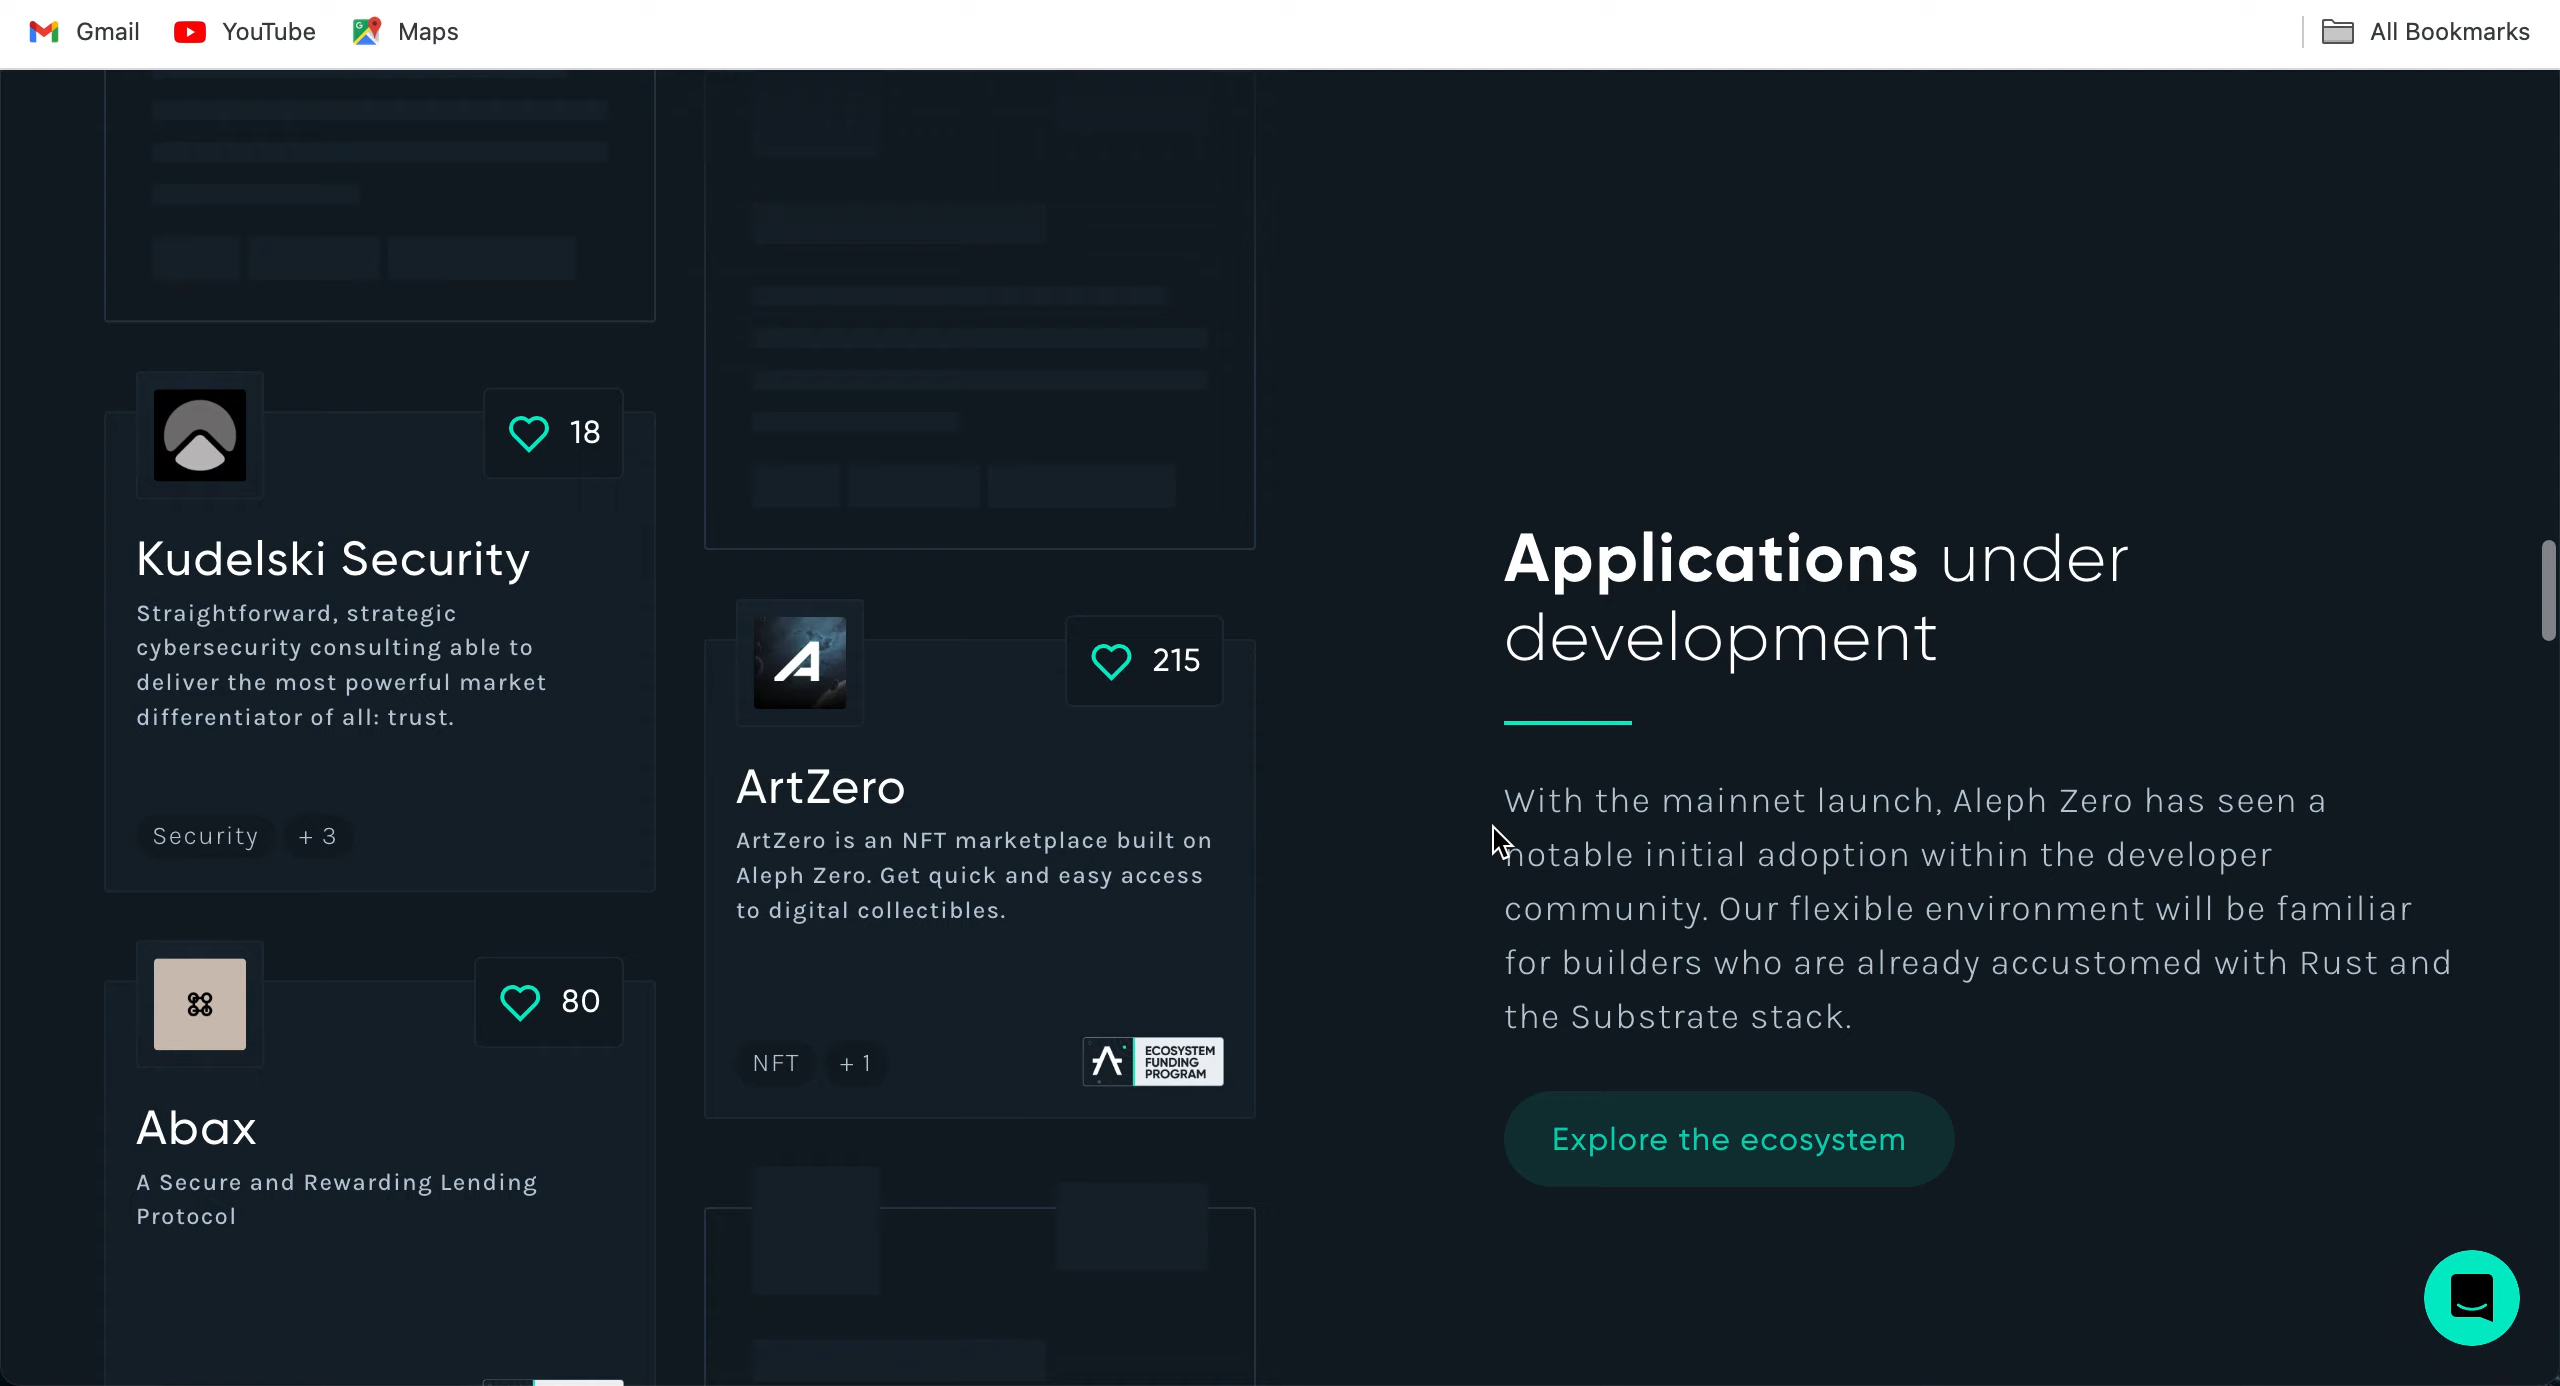 Gmail
YouTube
Maps
All Bookmarks
18
Kudelski Security
Straightforward, strategic
cybersecurity consulting able to
deliver the most powerful market
differentiator of all: trust.
Security
+ 3
80
Abax
A Secure and Rewarding Lending
Protocol
215
ArtZero
ArtZero is an NFT marketplace built on
Aleph Zero. Get quick and easy access
to digital collectibles.
NFT
+ 1
ECOSYSTEM
FUNDING
PROGRAM
Applications under
development
With the mainnet launch, Aleph Zero has seen a
notable initial adoption within the developer
community. Our flexible environment will be familiar
for builders who are already accustomed with Rust and
the Substrate stack.
Explore the ecosystem